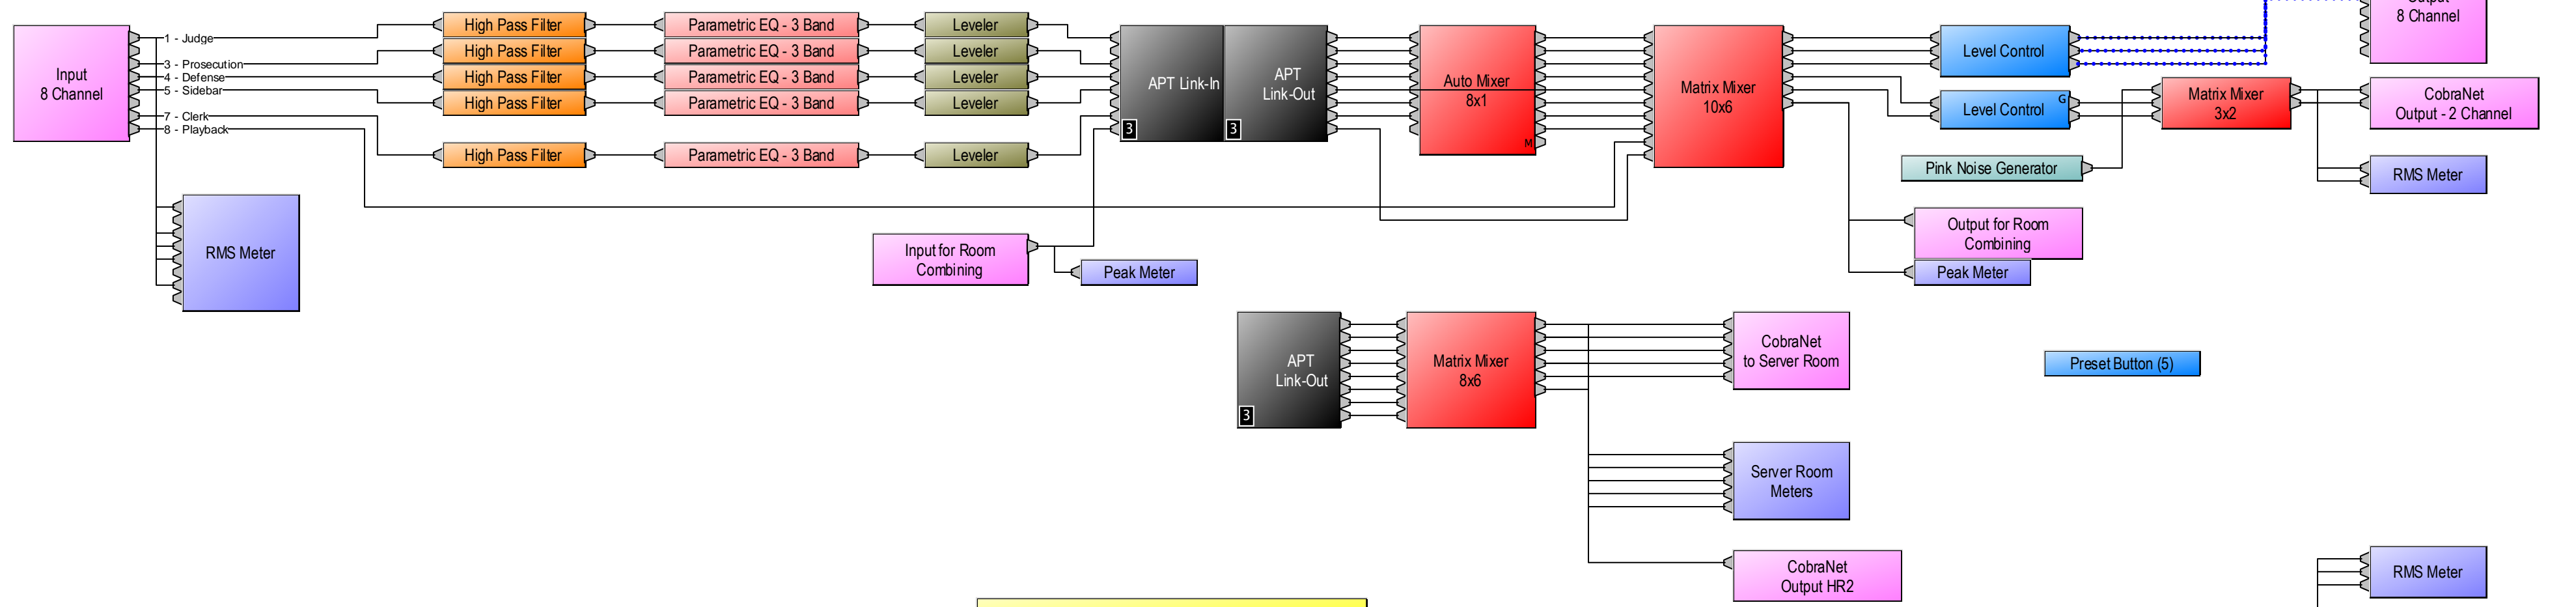 Input
8 Channel
1 - Judge
3 - Prosecution
4 - Defense
5 - Sidebar
7 - Clerk
8 - Playback
High Pass Filter
Parametric EQ - 3 Band
Leveler
High Pass Filter
Parametric EQ - 3 Band
Leveler
High Pass Filter
Parametric EQ - 3 Band
Leveler
High Pass Filter
Parametric EQ - 3 Band
Leveler
High Pass Filter
Parametric EQ - 3 Band
Leveler
APT Link-In
3
APT
Link-Out
3
Auto Mixer
8x1
M
Matrix Mixer
10x6
Level Control
Level Control
G
Matrix Mixer
3x2
Output
8 Channel
CobraNet
Output - 2 Channel
Pink Noise Generator
RMS Meter
RMS Meter
Input for Room
Combining
Peak Meter
Output for Room
Combining
Peak Meter
APT
Link-Out
3
Matrix Mixer
8x6
CobraNet
to Server Room
Preset Button (5)
Server Room
Meters
CobraNet
Output HR2
RMS Meter